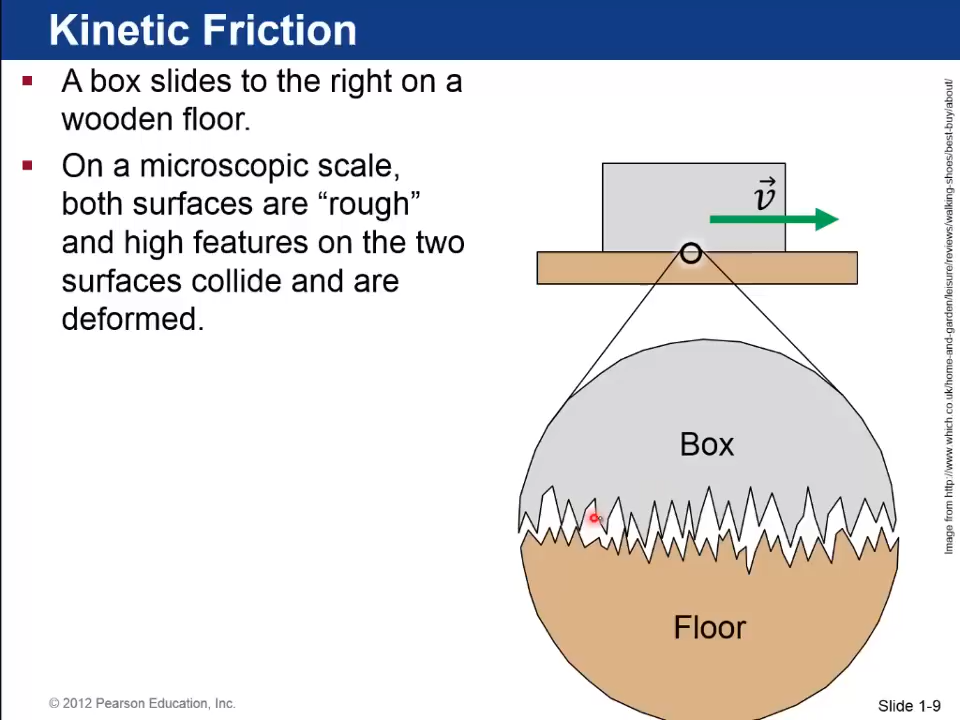 Kinetic Friction
▪ A box slides to the right on a
wooden floor.
▪ On a microscopic scale,
both surfaces are “rough”
and high features on the two
surfaces collide and are
deformed.
v⃗
Box
Floor
Image from http://www.which.co.uk/home-and-garden/leisure/reviews/walking-shoes/best-buy/about/
© 2012 Pearson Education, Inc.
Slide 1-9